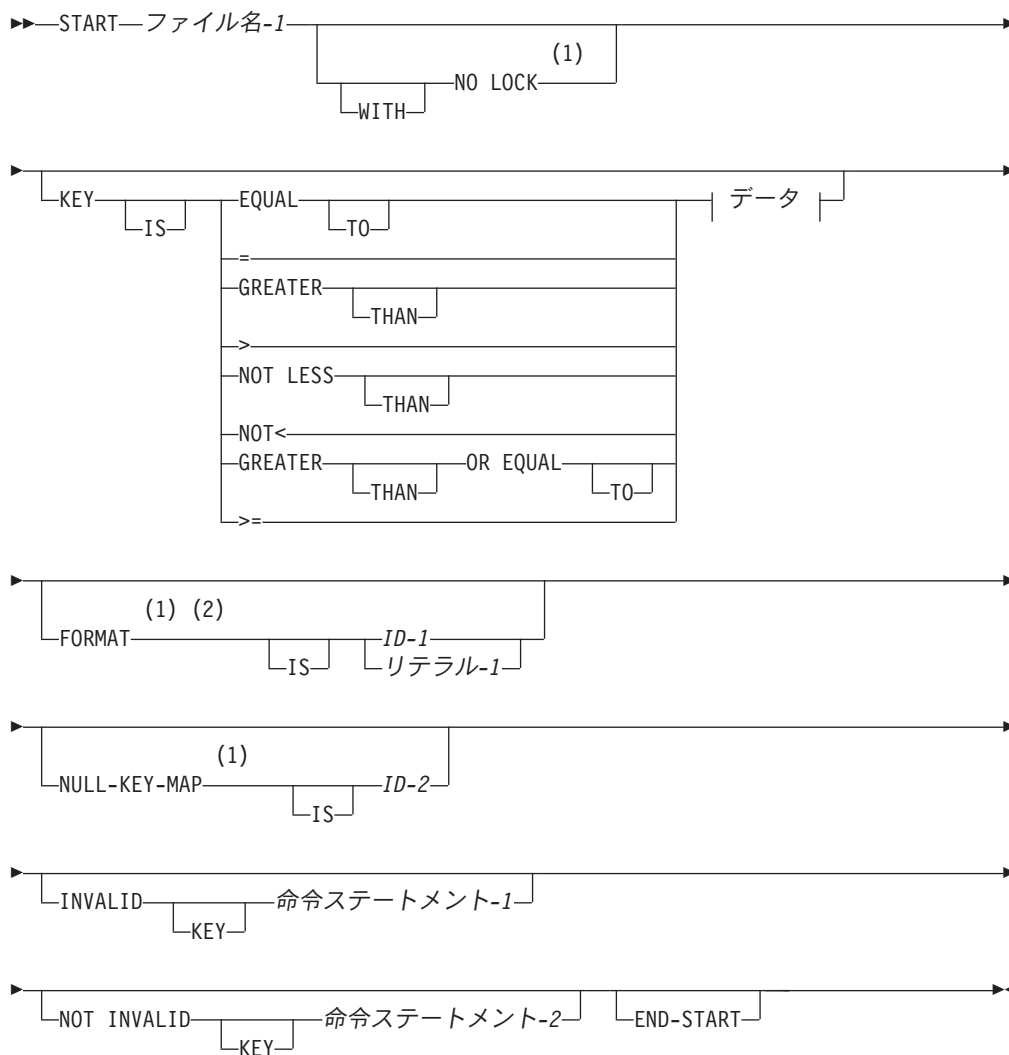 START ファイル名-1
(1)
NO LOCK
WITH
KEY EQUAL データ
IS TO
=
GREATER
THAN
>
NOT LESS
THAN
NOT<
GREATER OR EQUAL
THAN TO
>=
(1) (2)
FORMAT ID-1
IS リテラル-1
(1)
NULL-KEY-MAP ID-2
IS
INVALID 命令ステートメント-1
KEY
NOT INVALID 命令ステートメント-2 END-START
KEY